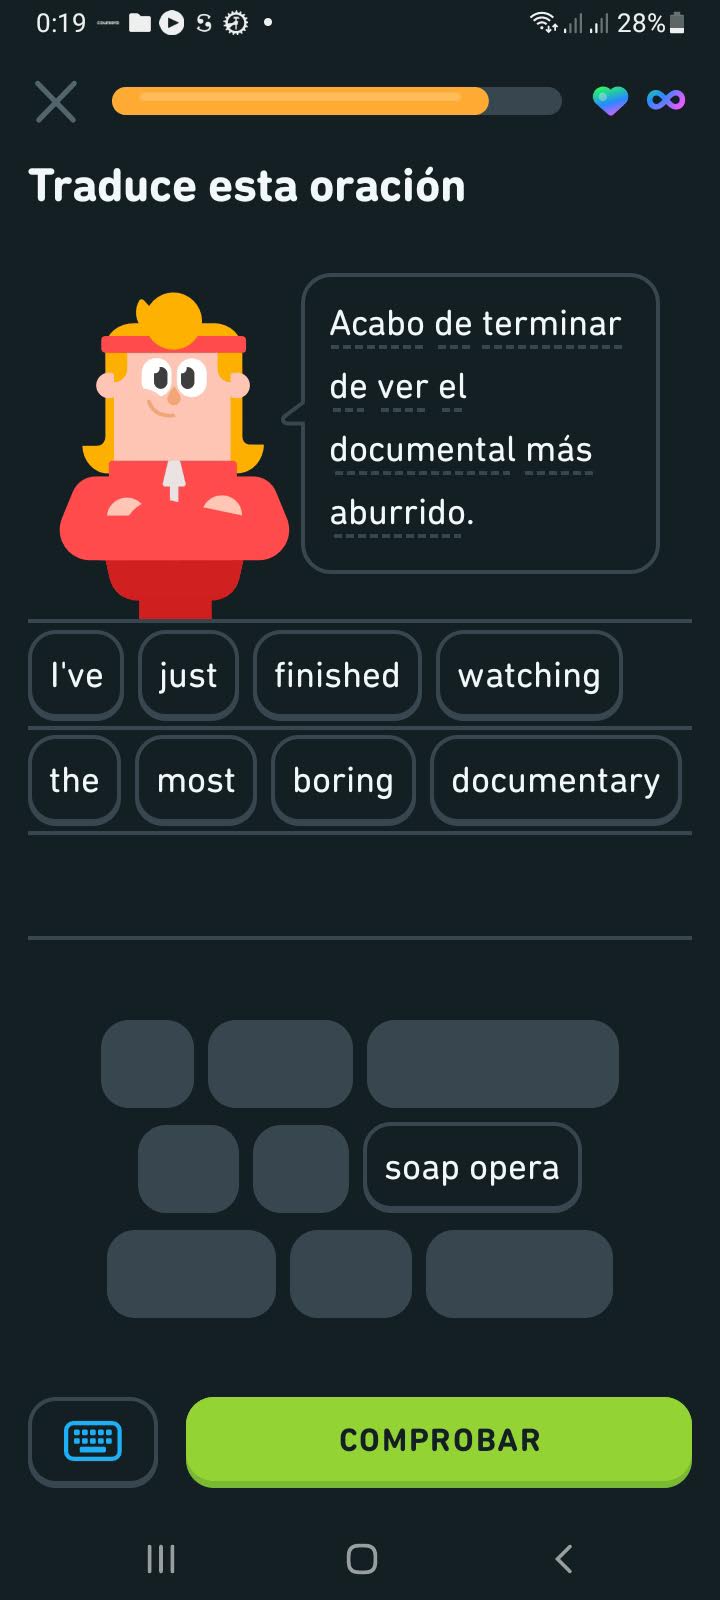 0:19
28%
Traduce esta oración
Acabo de terminar
de ver el
documental más
aburrido.
I've just finished watching
the most boring documentary
soap opera
COMPROBAR